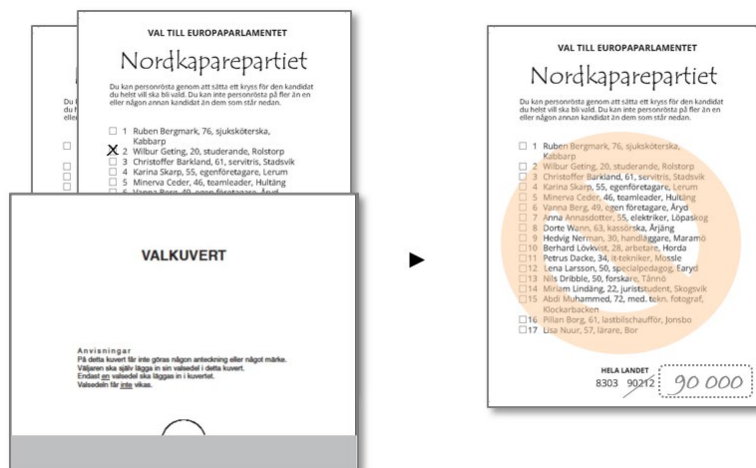 VAL TILL EUROPAPARLAMENTET
Nordkaparepartiet
Du kan personrösta genom att sätta ett kryss för den kandidat
du helst vill ska bli vald. Du kan inte personrösta på fler än en
eller någon annan kandidat än dem som står nedan.
1 Ruben Bergmark, 76, sjuksköterska,
Kabbarp
X 2 Wilbur Geting, 20, studerande, Rolstorp
3 Christoffer Barkland, 61, servitris, Stadsvik
4 Karina Skarp, 55, egenföretagare, Lerum
5 Minerva Ceder, 46, teamleader, Hultäng
6 Vanna Berg, 49, egen företagare, Åryd
VALKUVERT
Anvisningar
På detta kuvert får inte göras någon anteckning eller något märke.
Väljaren ska själv lägga in sin valsedel i detta kuvert.
Endast en valsedel ska läggas in i kuvertet.
Valsedeln får inte vikas.
VAL TILL EUROPAPARLAMENTET
Nordkaparepartiet
Du kan personrösta genom att sätta ett kryss för den kandidat
du helst vill ska bli vald. Du kan inte personrösta på fler än en
eller någon annan kandidat än dem som står nedan.
1 Ruben Bergmark, 76, sjuksköterska,
Kabbarp
2 Wilbur Geting, 20, studerande, Rolstorp
3 Christoffer Barkland, 61, servitris, Stadsvik
4 Karina Skarp, 55, egenföretagare, Lerum
5 Minerva Ceder, 46, teamleader, Hultäng
6 Vanna Berg, 49, egen företagare, Åryd
7 Anna Annasdotter, 55, elektriker, Löpaskog
8 Dorte Wann, 63, kassörska, Årjäng
9 Hedvig Nerman, 30, handläggare, Maramö
10 Berhard Lövkvist, 28, arbetare, Horda
11 Petrus Dacke, 34, it-tekniker, Mossle
12 Lena Larsson, 50, specialpedagog, Earyd
13 Nils Dribble, 50, forskare, Tånnö
14 Miriam Lindäng, 22, juriststudent, Skogsvik
15 Abdi Muhammed, 72, med. tekn. fotograf,
Klockarbacken
16 Pillan Borg, 61, lastbilschaufför, Jonsbo
17 Lisa Nuur, 57, lärare, Bor
HELA LANDET
8303 90212 90 000